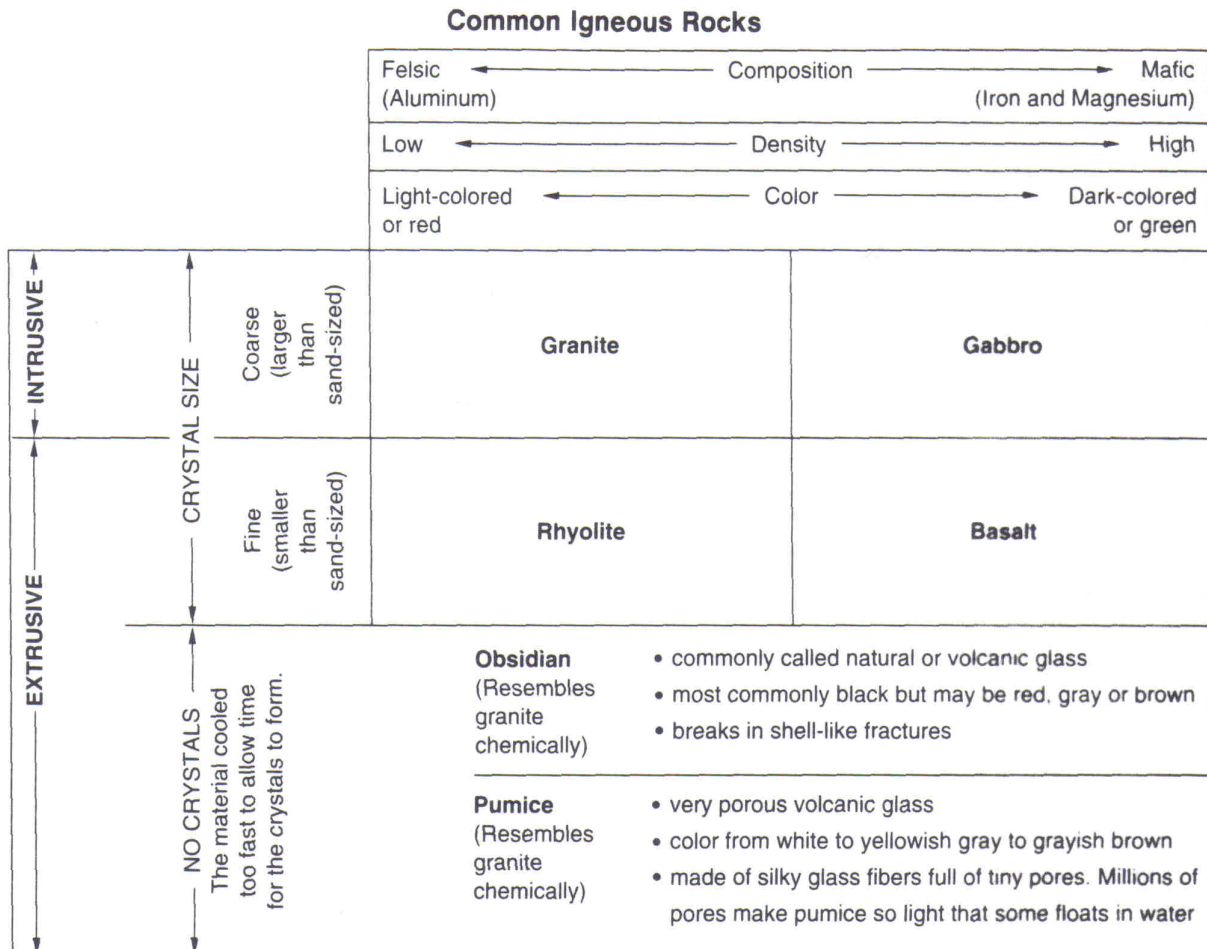 Common Igneous Rocks
Felsic Composition Mafic
(Aluminum) (Iron and Magnesium)
Low Density High
Light-colored Color Dark-colored
or red or green
INTRUSIVE
EXTRUSIVE
CRYSTAL SIZE
Coarse
(larger
than
sand-sized)
Granite
Gabbro
Fine
(smaller
than
sand-sized)
Rhyolite
Basalt
NO CRYSTALS
The material cooled
too fast to allow time
for the crystals to form.
Obsidian
(Resembles
granite
chemically)
• commonly called natural or volcanic glass
• most commonly black but may be red, gray or brown
• breaks in shell-like fractures
Pumice
(Resembles
granite
chemically)
• very porous volcanic glass
• color from white to yellowish gray to grayish brown
• made of silky glass fibers full of tiny pores. Millions of
pores make pumice so light that some floats in water